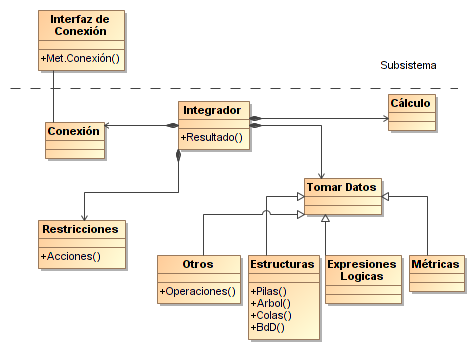 Interfaz de
Conexión
+Met.Conexión()
Subsistema
Integrador
+Resultado()
Cálculo
Conexión
Tomar Datos
Restricciones
+Acciones()
Otros
+Operaciones()
Estructuras
+Pilas()
+Arbol()
+Colas()
+BdD()
Expresiones
Logicas
Métricas